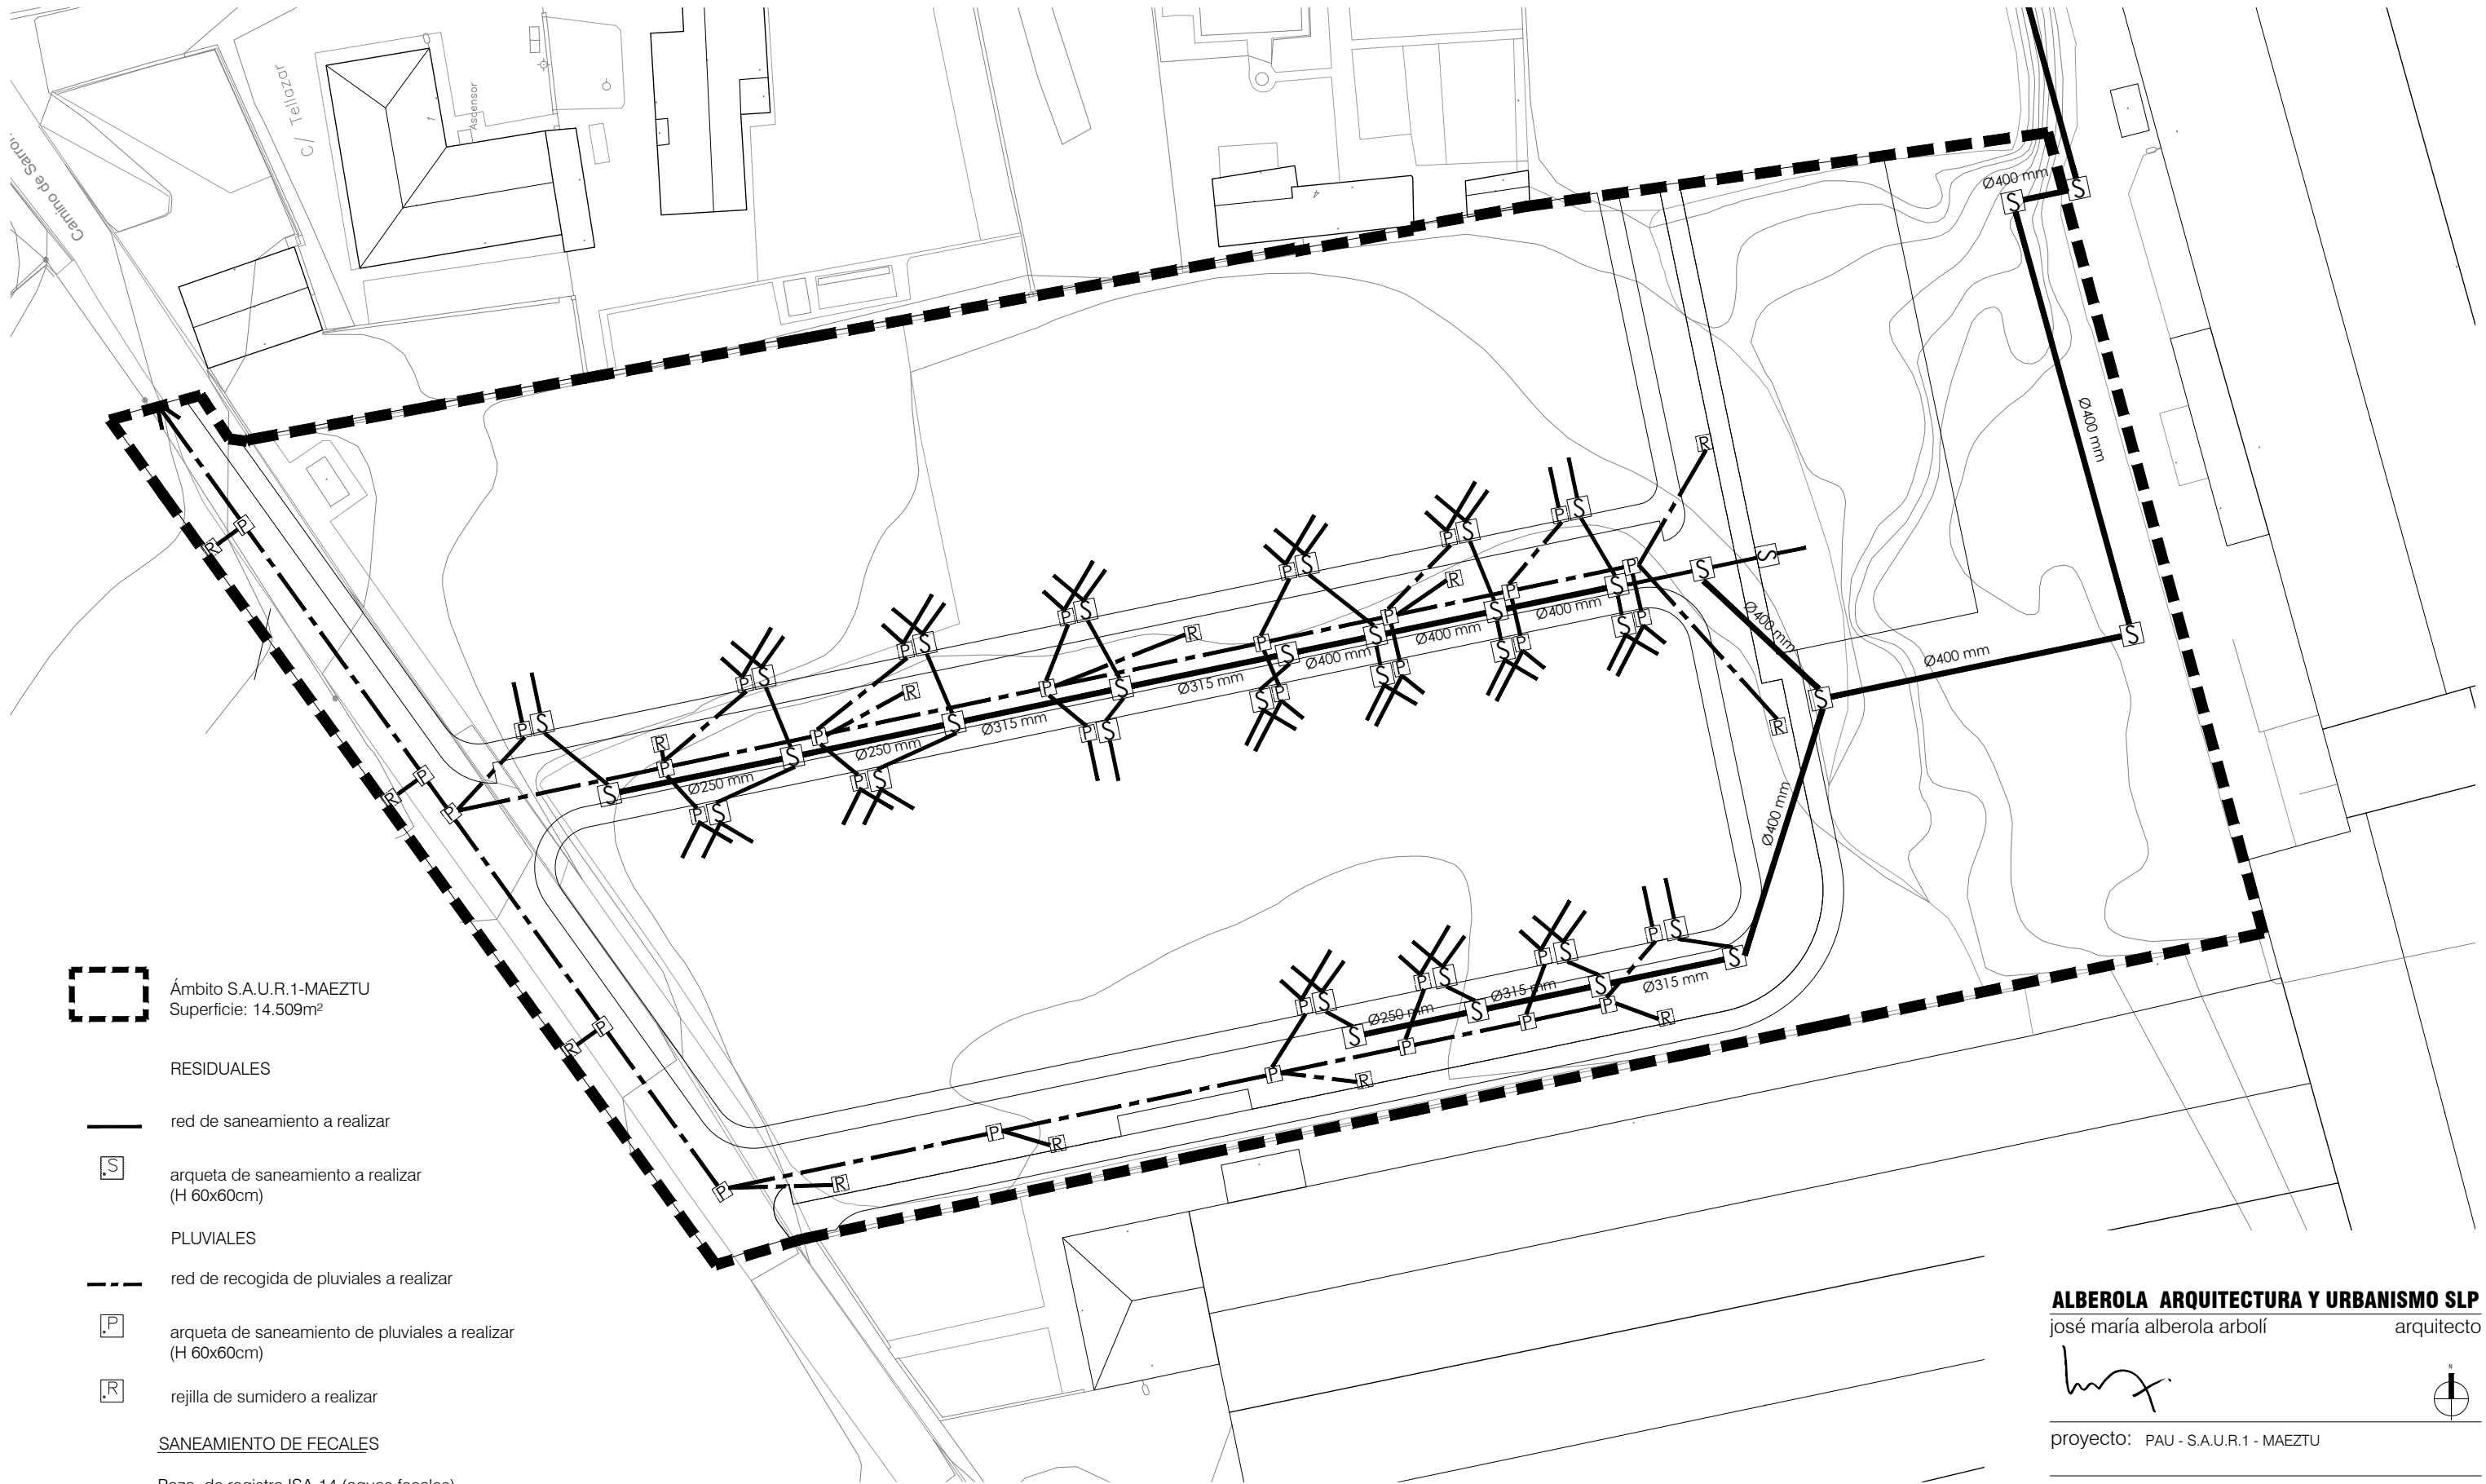 Camino de
C/ Tellazar
1
Ascensor
4
Ø400 mm
S
S
Ø400 mm
S
Ø400 mm
S
Ø400 mm
S
S
Ø400 mm
R
R
P
R
P
R
P
P
R
P
P
S
P
S
P
S
P
S
P
S
P
S
P
S
R
P
P
R
P
R
P
P
R
P
P
S
S
S
S
S
S
S
S
Ø250 mm
Ø250 mm
Ø315 mm
Ø315 mm
Ø400 mm
Ø400 mm
Ø400 mm
P
S
P
S
P
S
S
P
S
P
S
P
S
P
P
S
P
S
P
S
P
S
S
S
S
S
Ø250 mm
Ø315 mm
Ø315 mm
P
P
P
P
R
R
P
R
P
R
Ámbito S.A.U.R.1-MAEZTU
Superficie: 14.509m²
RESIDUALES
red de saneamiento a realizar
S
arqueta de saneamiento a realizar
(H 60x60cm)
PLUVIALES
red de recogida de pluviales a realizar
P
arqueta de saneamiento de pluviales a realizar
(H 60x60cm)
R
rejilla de sumidero a realizar
SANEAMIENTO DE FECALES
ALBEROLA ARQUITECTURA Y URBANISMO SLP
josé maría alberola arbolí arquitecto
N
proyecto: PAU - S.A.U.R.1 - MAEZTU